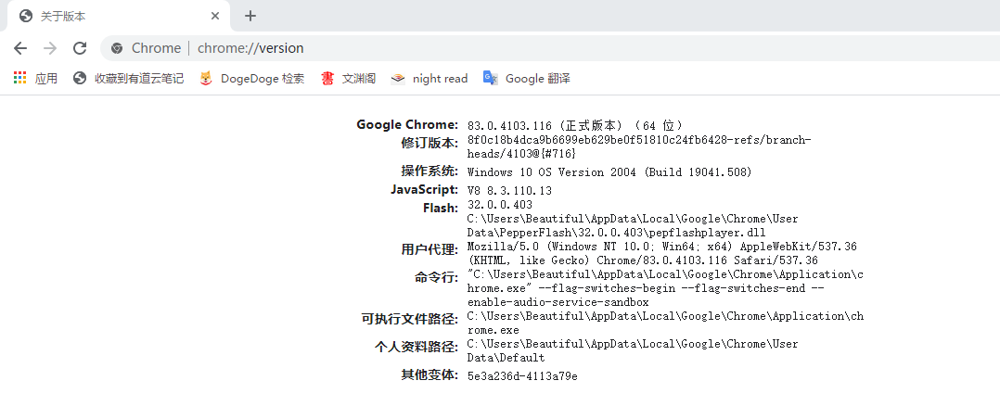 关于版本
Chrome | chrome://version
应用 收藏到有道云笔记 DogeDoge 检索 文渊阁 night read Google 翻译
Google Chrome: 83.0.4103.116 (正式版本) (64 位)
修订版本: 8f0c18b4dca9b6699eb629be0f51810c24fb6428-refs/branch-
heads/4103@{#716}
操作系统: Windows 10 OS Version 2004 (Build 19041.508)
JavaScript: V8 8.3.110.13
Flash: 32.0.0.403
C:\Users\Beautiful\AppData\Local\Google\Chrome\User
Data\PepperFlash\32.0.0.403\pepflashplayer.dll
用户代理: Mozilla/5.0 (Windows NT 10.0; Win64; x64) AppleWebKit/537.36
(KHTML, like Gecko) Chrome/83.0.4103.116 Safari/537.36
命令行: "C:\Users\Beautiful\AppData\Local\Google\Chrome\Application\c
hrome.exe" --flag-switches-begin --flag-switches-end --
enable-audio-service-sandbox
可执行文件路径: C:\Users\Beautiful\AppData\Local\Google\Chrome\Application\ch
rome.exe
个人资料路径: C:\Users\Beautiful\AppData\Local\Google\Chrome\User
Data\Default
其他变体: 5e3a236d-4113a79e